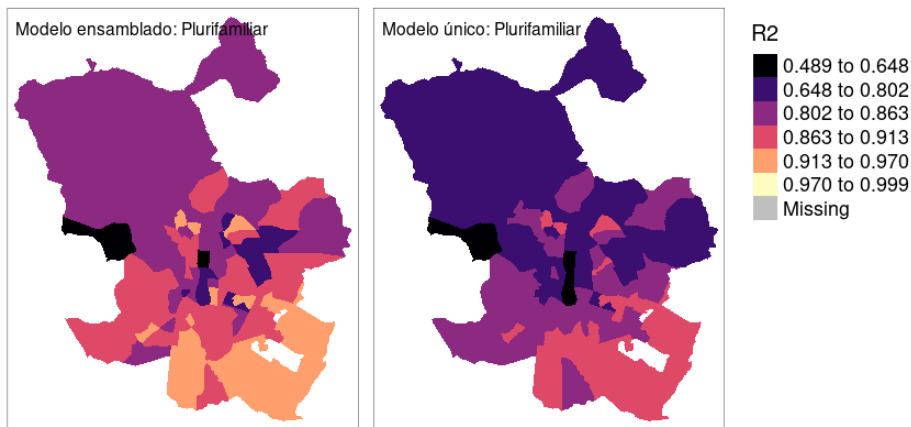 Modelo ensamblado: Plurifamiliar
Modelo único: Plurifamiliar
R2
0.489 to 0.648
0.648 to 0.802
0.802 to 0.863
0.863 to 0.913
0.913 to 0.970
0.970 to 0.999
Missing